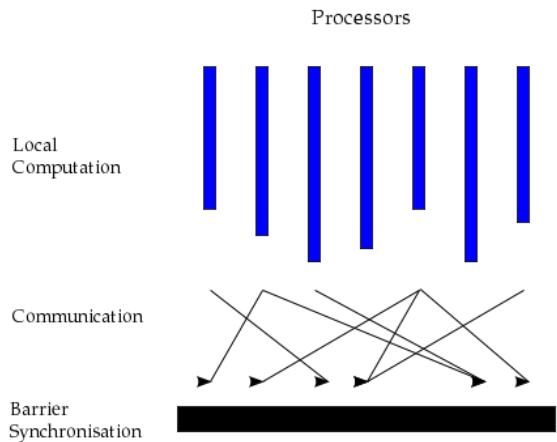 Processors
Local
Computation
Communication
Barrier
Synchronisation